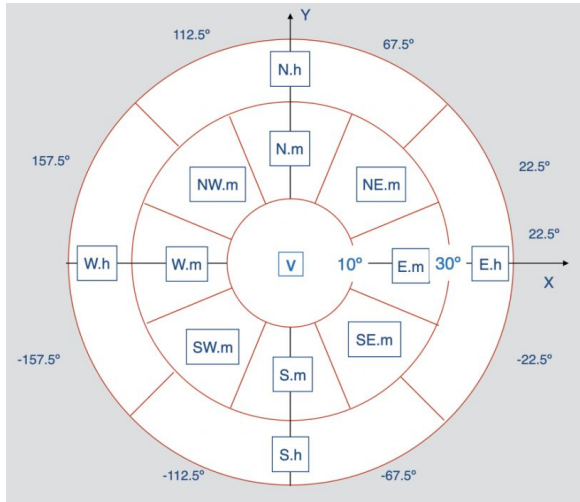 Y
112.5º
67.5º
N.h
N.m
157.5º
NW.m
NE.m
22.5º
22.5º
W.h
W.m
V
10º
E.m
30º
E.h
X
SW.m
SE.m
-157.5º
-22.5º
S.m
S.h
-112.5º
-67.5º